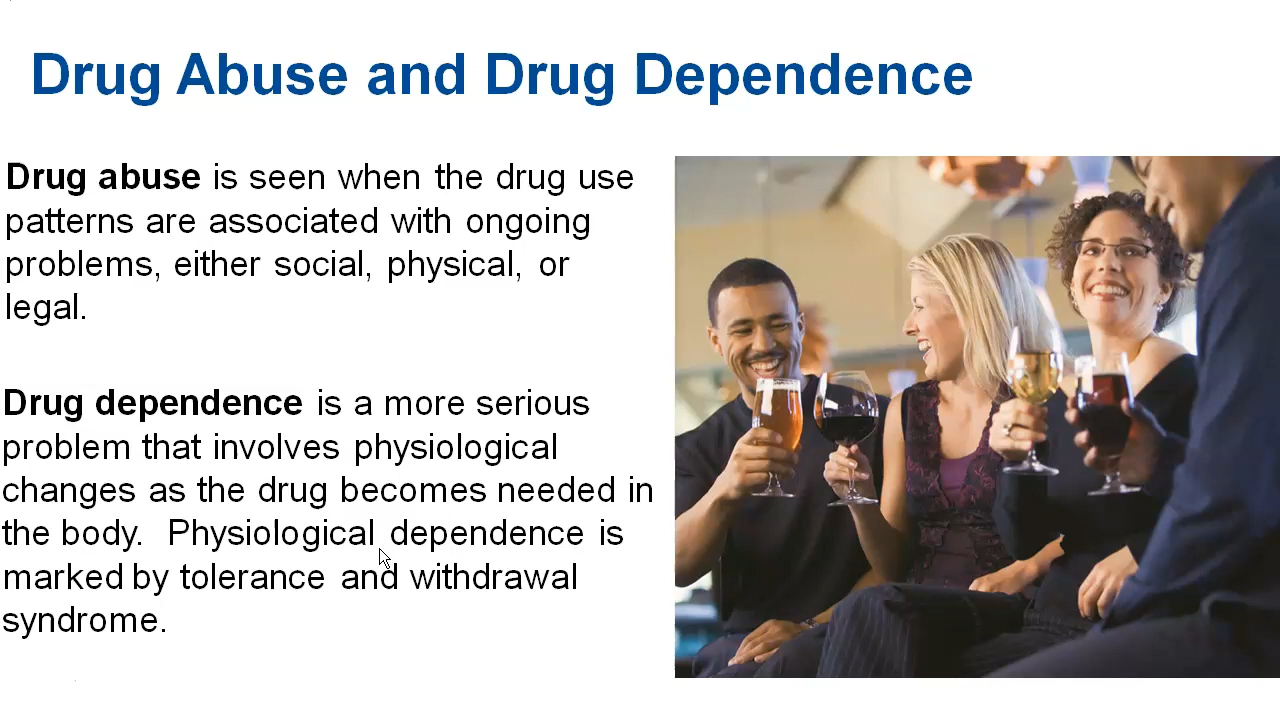 Drug Abuse and Drug Dependence
Drug abuse is seen when the drug use
patterns are associated with ongoing
problems, either social, physical, or
legal.
Drug dependence is a more serious
problem that involves physiological
changes as the drug becomes needed in
the body.  Physiological dependence is
marked by tolerance and withdrawal
syndrome.